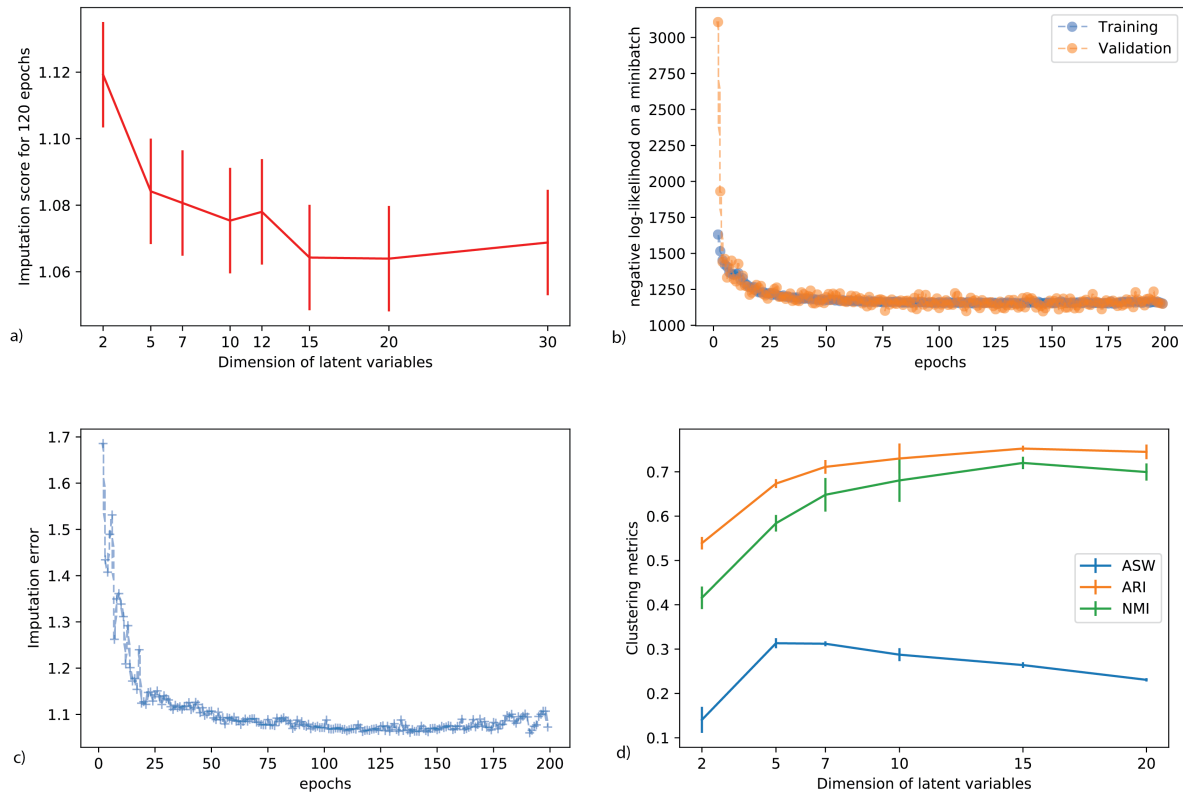 Imputation score for 120 epochs
1.12
1.10
1.08
1.06
2 5 7 10 12 15 20 30
Dimension of latent variables
a)
negative log-likelihood on a minibatch
3000
2750
2500
2250
2000
1750
1500
1250
1000
Training
Validation
0 25 50 75 100 125 150 175 200
epochs
b)
Imputation error
1.7
1.6
1.5
1.4
1.3
1.2
1.1
0 25 50 75 100 125 150 175 200
epochs
c)
Clustering metrics
0.7
0.6
0.5
0.4
0.3
0.2
0.1
ASW
ARI
NMI
2 5 7 10 15 20
Dimension of latent variables
d)